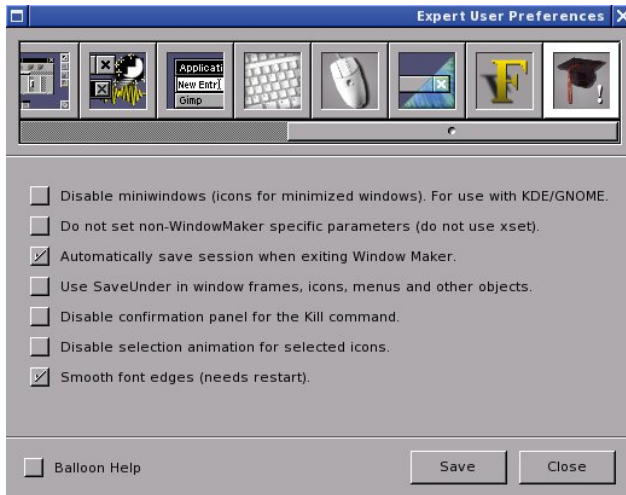 Expert User Preferences
Applicati
New Entr
Gimp
F
!
Disable miniwindows (icons for minimized windows). For use with KDE/GNOME.
Do not set non-WindowMaker specific parameters (do not use xset).
Automatically save session when exiting Window Maker.
Use SaveUnder in window frames, icons, menus and other objects.
Disable confirmation panel for the Kill command.
Disable selection animation for selected icons.
Smooth font edges (needs restart).
Balloon Help
Save
Close